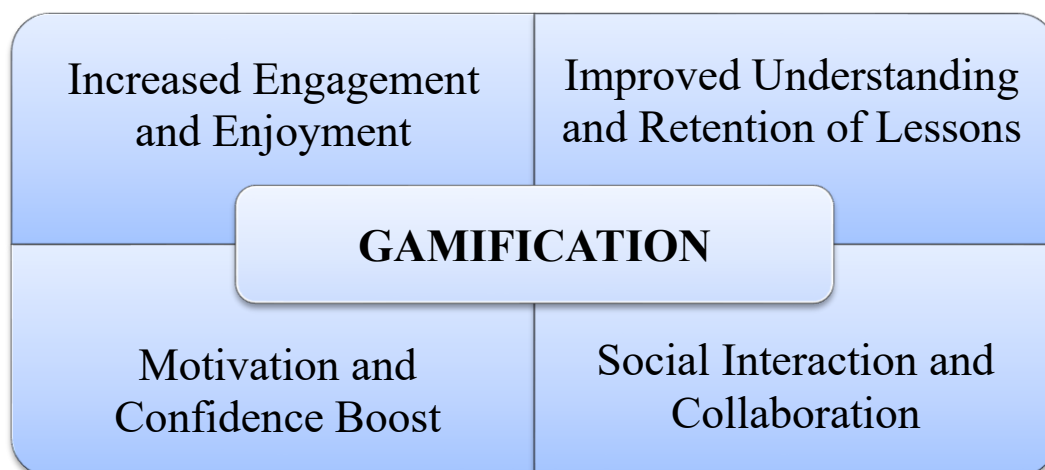 Increased Engagement
and Enjoyment
Improved Understanding
and Retention of Lessons
GAMIFICATION
Motivation and
Confidence Boost
Social Interaction and
Collaboration